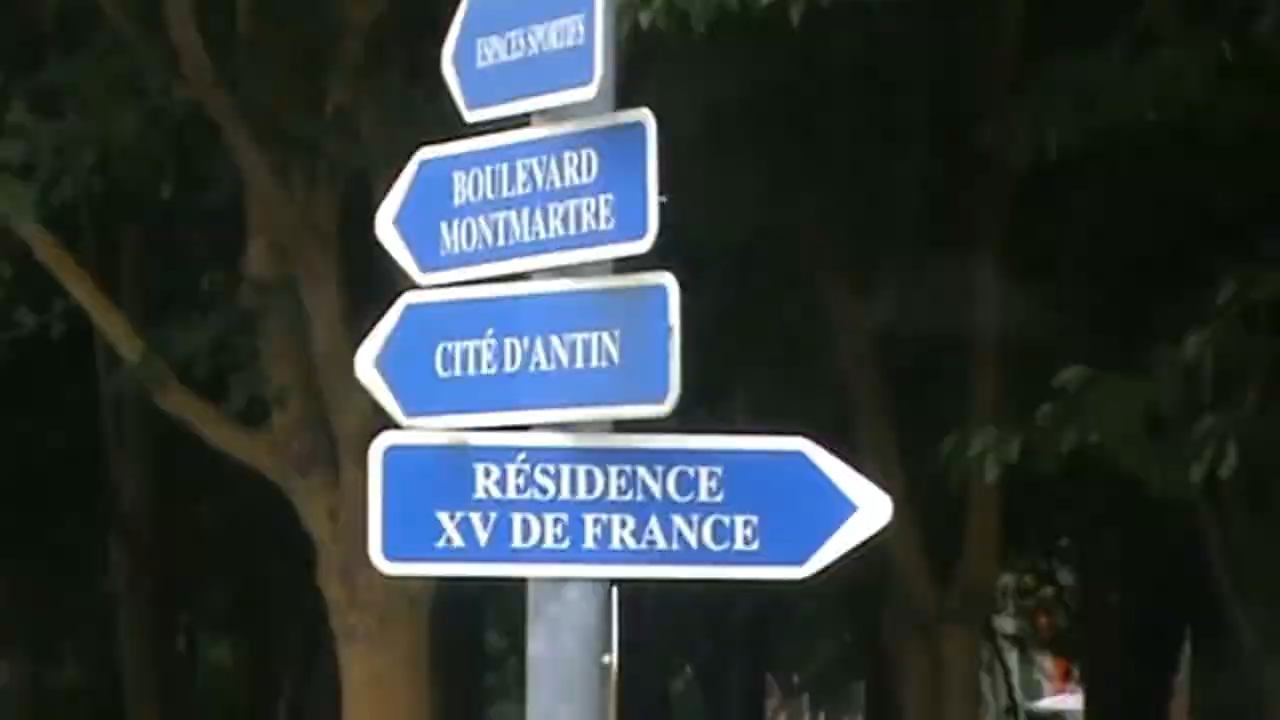 ESPACES SPORTIFS
BOULEVARD
MONTMARTRE
CITÉ D'ANTIN
RÉSIDENCE
XV DE FRANCE